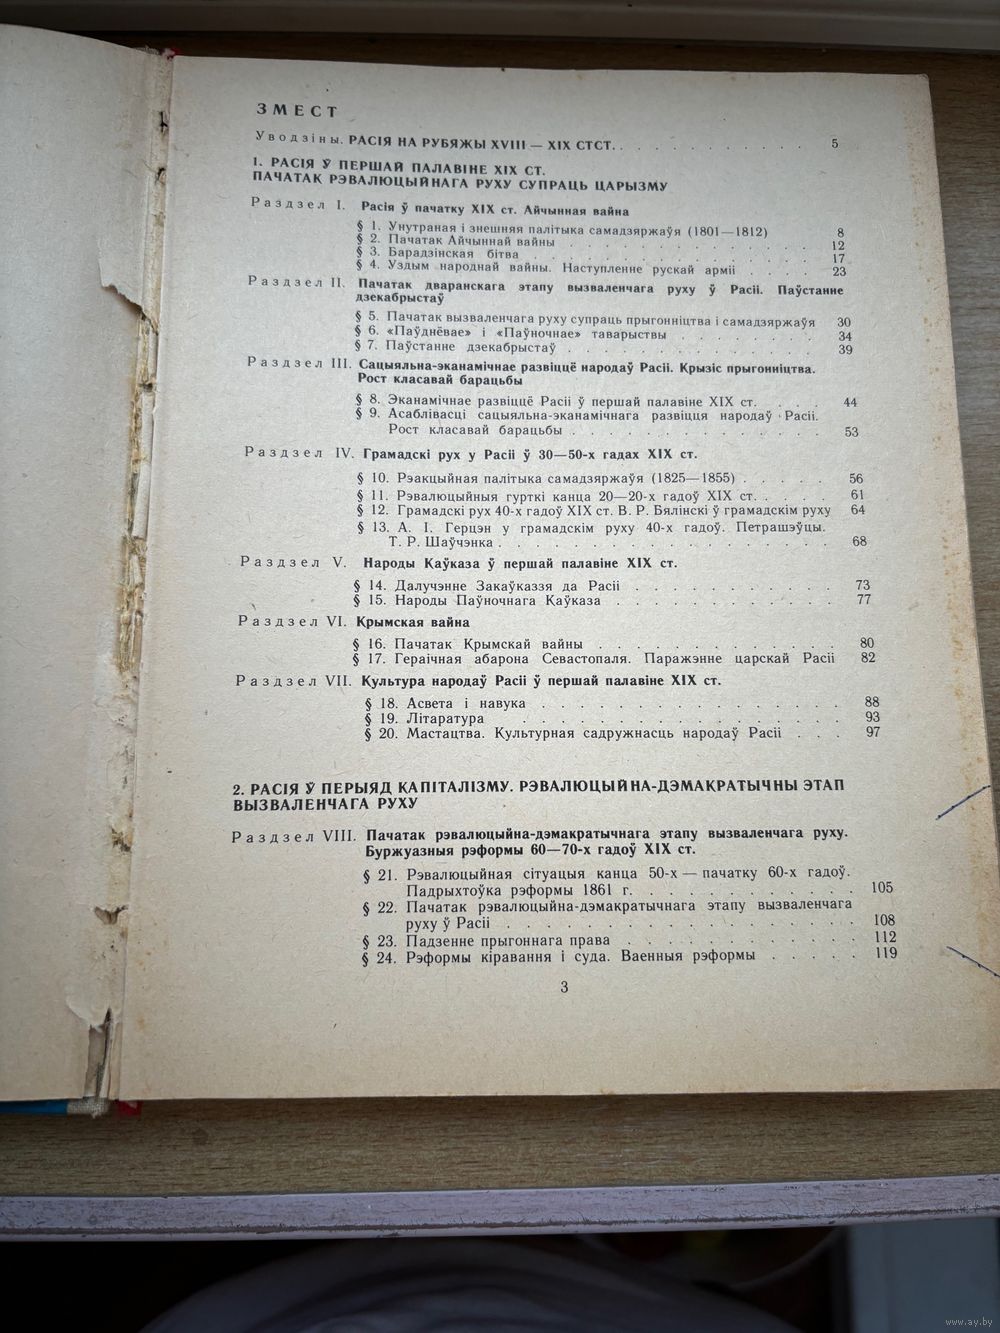 ЗМЕСТ
Уводзіны. РАСІЯ НА РУБЯЖЫ XVIII — XIX СТСТ. . . . . . . . . . . . 5
1. РАСІЯ Ў ПЕРШАЙ ПАЛАВІНЕ XIX СТ.
ПАЧАТАК РЭВАЛЮЦЫЙНАГА РУХУ СУПРАЦЬ ЦАРЫЗМУ
Раздзел I. Расія ў пачатку XIX ст. Айчынная вайна
§ 1. Унутраная і знешняя палітыка самадзяржаўя (1801—1812) 8
§ 2. Пачатак Айчыннай вайны . . . . . . . . . . . . 12
§ 3. Барадзінская бітва . . . . . . . . . . . . . . 17
§ 4. Уздым народнай вайны. Наступленне рускай арміі . . . . 23
Раздзел II. Пачатак дваранскага этапу вызваленчага руху ў Расіі. Паўстанне
дзекабрыстаў
§ 5. Пачатак вызваленчага руху супраць прыгонніцтва і самадзяржаўя 30
§ 6. «Паўднёвае» і «Паўночнае» таварыствы . . . . . . . 34
§ 7. Паўстанне дзекабрыстаў . . . . . . . . . . . . 39
Раздзел III. Сацыяльна-эканамічнае развіццё народаў Расіі. Крызіс прыгонніцтва.
Рост класавай барацьбы
§ 8. Эканамічнае развіццё Расіі ў першай палавіне XIX ст. . . . 44
§ 9. Асаблівасці сацыяльна-эканамічнага развіцця народаў Расіі.
Рост класавай барацьбы . . . . . . . . . . . 53
Раздзел IV. Грамадскі рух у Расіі ў 30—50-х гадах XIX ст.
§ 10. Рэакцыйная палітыка самадзяржаўя (1825—1855) . . . . . 56
§ 11. Рэвалюцыйныя гурткі канца 20—20-х гадоў XIX ст. . . . . 61
§ 12. Грамадскі рух 40-х гадоў XIX ст. В. Р. Бялінскі ў грамадскім руху 64
§ 13. А. І. Герцэн у грамадскім руху 40-х гадоў. Петрашэўцы.
Т. Р. Шаўчэнка . . . . . . . . . . . . . . . . 68
Раздзел V. Народы Каўказа ў першай палавіне XIX ст.
§ 14. Далучэнне Закаўказзя да Расіі . . . . . . . . . 73
§ 15. Народы Паўночнага Каўказа . . . . . . . . . . 77
Раздзел VI. Крымская вайна
§ 16. Пачатак Крымскай вайны . . . . . . . . . . . 80
§ 17. Гераічная абарона Севастопаля. Паражэнне царскай Расіі 82
Раздзел VII. Культура народаў Расіі ў першай палавіне XIX ст.
§ 18. Асвета і навука . . . . . . . . . . . . . . . 88
§ 19. Літаратура . . . . . . . . . . . . . . 93
§ 20. Мастацтва. Культурная садружнасць народаў Расіі . . . 97
2. РАСІЯ Ў ПЕРЫЯД КАПІТАЛІЗМУ. РЭВАЛЮЦЫЙНА-ДЭМАКРАТЫЧНЫ ЭТАП
ВЫЗВАЛЕНЧАГА РУХУ
Раздзел VIII. Пачатак рэвалюцыйна-дэмакратычнага этапу вызваленчага руху.
Буржуазныя рэформы 60—70-х гадоў XIX ст.
§ 21. Рэвалюцыйная сітуацыя канца 50-х — пачатку 60-х гадоў.
Падрыхтоўка рэформы 1861 г. . . . . . . . . . . . 105
§ 22. Пачатак рэвалюцыйна-дэмакратычнага этапу вызваленчага
руху ў Расіі . . . . . . . . . . . . . . . . . 108
§ 23. Падзенне прыгоннага права . . . . . . . . . . . 112
§ 24. Рэформы кіравання і суда. Ваенныя рэформы . . . . . 119
3
www.ay.by